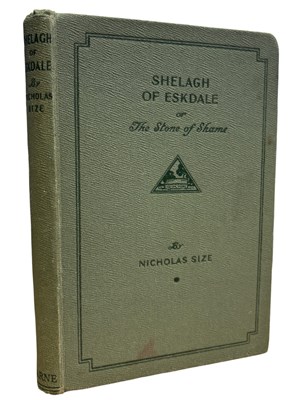 SHELAGH
OF ESKDALE
By
NICHOLAS
SIZE
SHELAGH
OF ESKDALE
or
The Stone of Shame
By
NICHOLAS SIZE